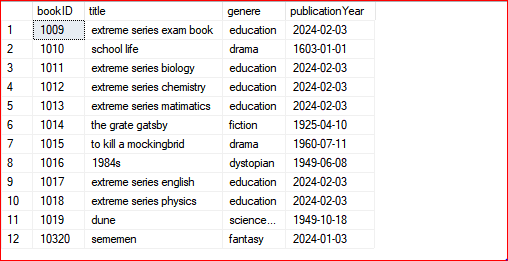 bookID title genere publicationYear
1 1009 extreme series exam book education 2024-02-03
2 1010 school life drama 1603-01-01
3 1011 extreme series biology education 2024-02-03
4 1012 extreme series chemistry education 2024-02-03
5 1013 extreme series matimatics education 2024-02-03
6 1014 the grate gatsby fiction 1925-04-10
7 1015 to kill a mockingbrid drama 1960-07-11
8 1016 1984s dystopian 1949-06-08
9 1017 extreme series english education 2024-02-03
10 1018 extreme series physics education 2024-02-03
11 1019 dune science... 1949-10-18
12 10320 sememen fantasy 2024-01-03